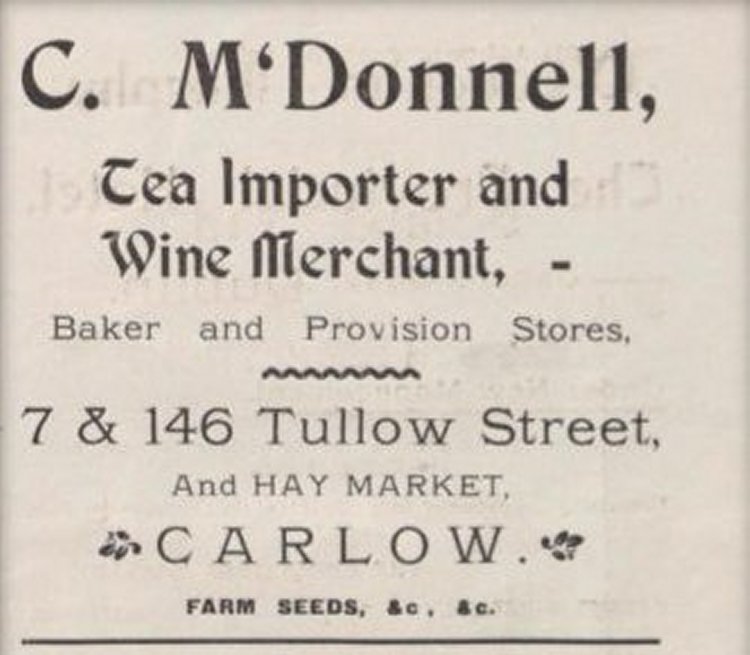 C. M‘Donnell,
Tea Importer and
Wine Merchant, -
Baker and Provision Stores,
7 & 146 Tullow Street,
And HAY MARKET,
CARLOW.
FARM SEEDS, &c, &c.